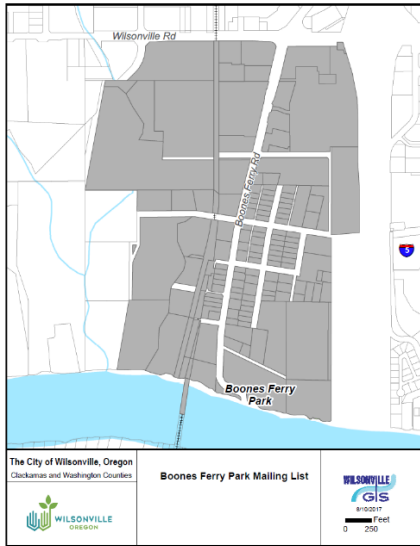 Wilsonville Rd
Boones Ferry Rd
5
Boones Ferry
Park
The City of Wilsonville, Oregon
Clackamas and Washington Counties
WILSONVILLE
OREGON
Boones Ferry Park Mailing List
WILSONVILLE
GIS
8/10/2017
Feet
0 250